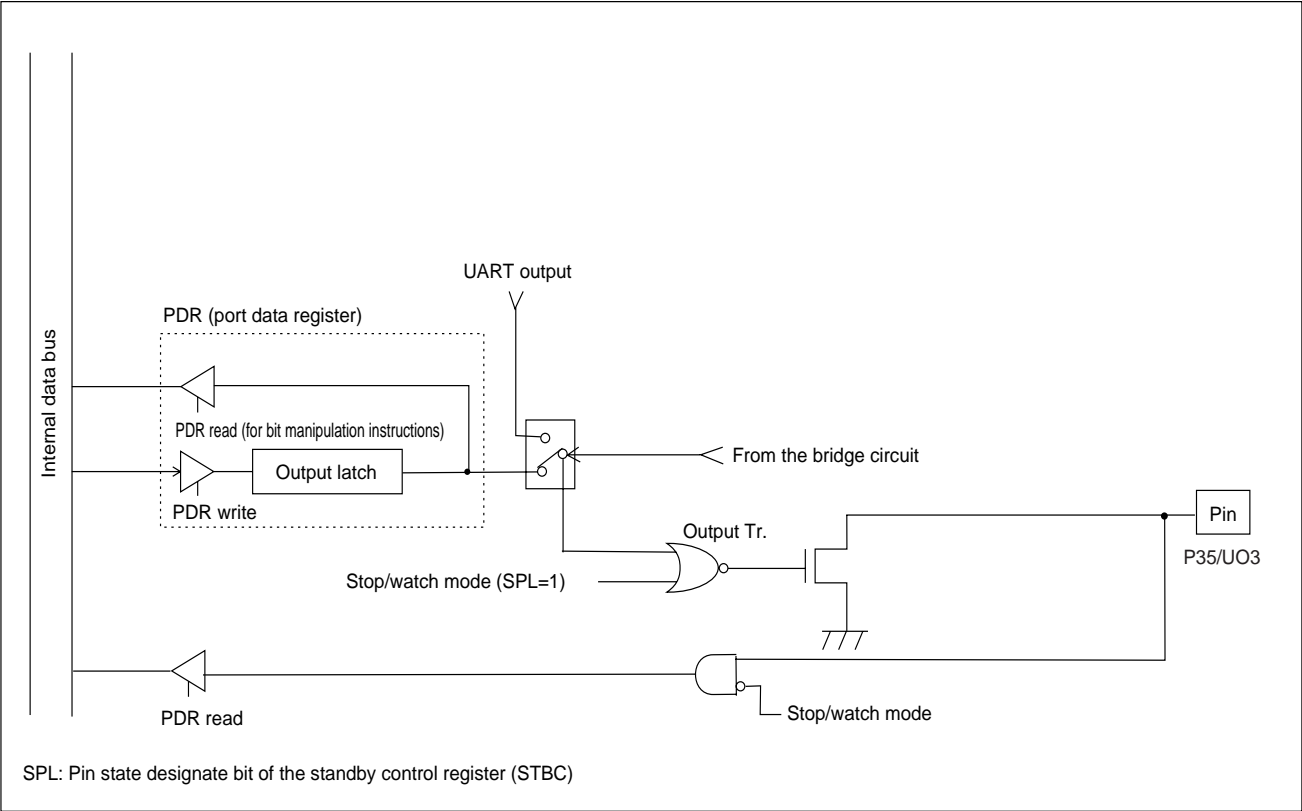 UART output
PDR (port data register)
Internal data bus
PDR read (for bit manipulation instructions)
From the bridge circuit
Output latch
PDR write
Pin
Output Tr.
P35/UO3
Stop/watch mode (SPL=1)
Stop/watch mode
PDR read
SPL: Pin state designate bit of the standby control register (STBC)